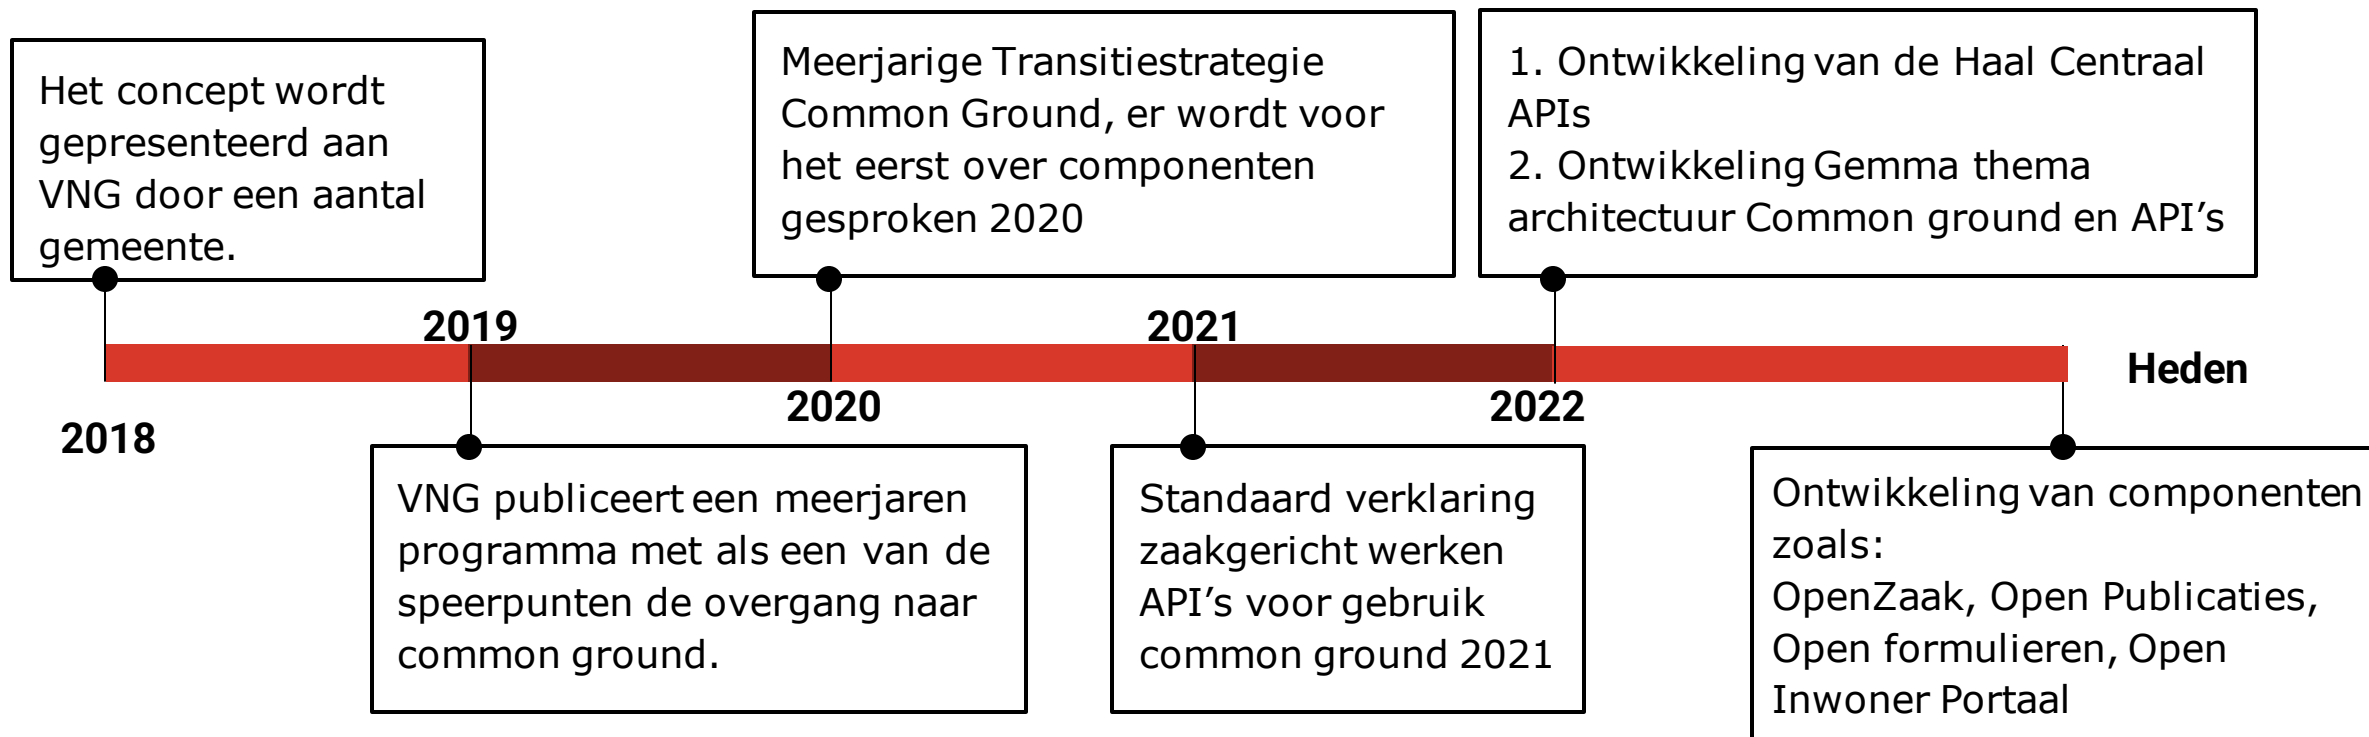 Het concept wordt
gepresenteerd aan
VNG door een aantal
gemeente.
Meerjarige Transitiestrategie
Common Ground, er wordt voor
het eerst over componenten
gesproken 2020
1. Ontwikkeling van de Haal Centraal
APIs
2. Ontwikkeling Gemma thema
architectuur Common ground en API’s
2019
2021
Heden
2020
2022
2018
VNG publiceert een meerjaren
programma met als een van de
speerpunten de overgang naar
common ground.
Standaard verklaring
zaakgericht werken
API’s voor gebruik
common ground 2021
Ontwikkeling van componenten
zoals:
OpenZaak, Open Publicaties,
Open formulieren, Open
Inwoner Portaal